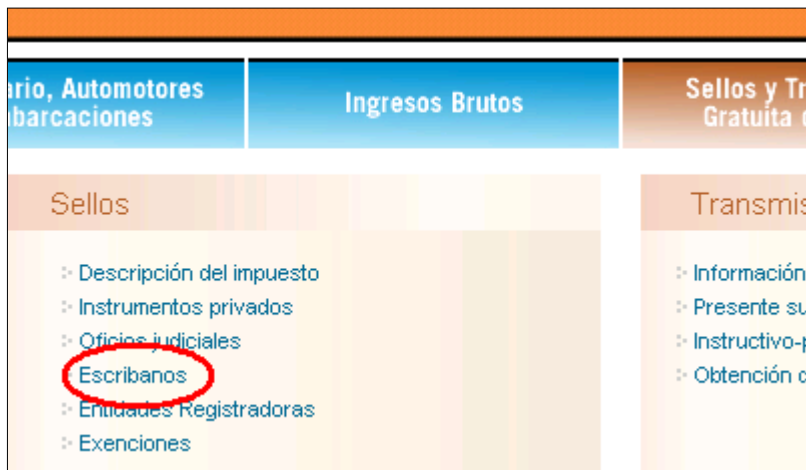 ario, Automotores
mbarcaciones
Ingresos Brutos
Sellos y Tr
Gratuita
Sellos
Descripción del impuesto
Instrumentos privados
Oficios judiciales
Escribanos
Entidades Registradoras
Exenciones
Transmis
Información
Presente su
Instructivo-
Obtención